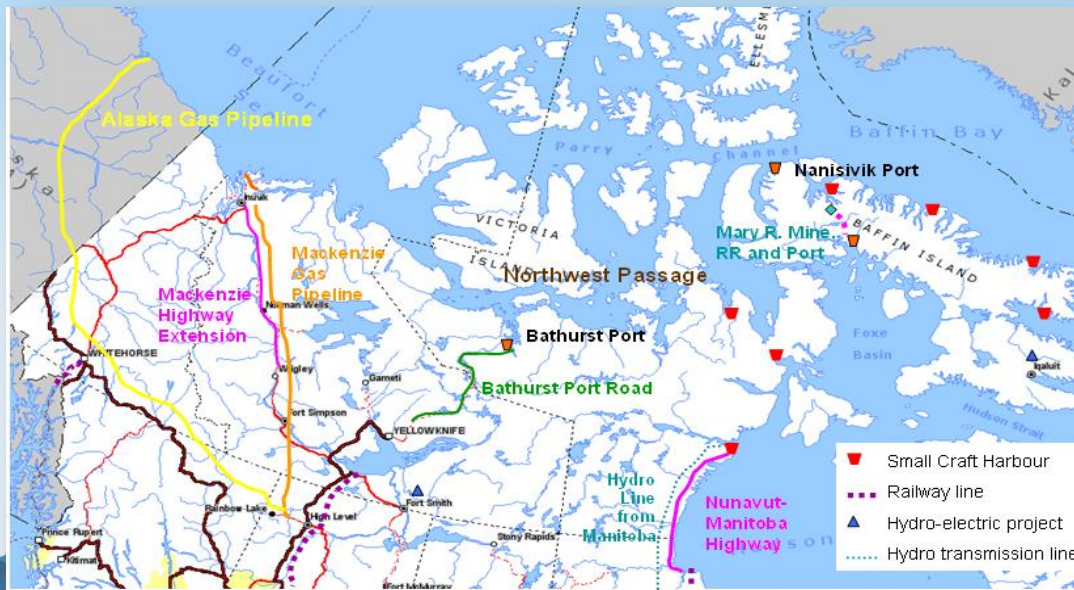 ELLESM
Beaufort
Se
Alaska Gas Pipeline
Baffin Bay
Parry
Channel
Nanisivik Port
Inuvik
VICTORIA
ISLAND
Mary R. Mine
RR and Port
BAFFIN ISLAND
Mackenzie
Gas
Pipeline
Northwest Passage
Mackenzie
Highway
Extension
Norman Wells
Bathurst Port
Foxe
Basin
WHITEHORSE
Wrigley
Gameti
Bathurst Port Road
Iqaluit
Fort Simpson
YELLOWKNIFE
Hudson Strait
Hydro
Line
from
Manitoba
Nunavut-
Manitoba
Highway
Rainbow Lake
High Level
Fort Smith
Prince Rupert
Kitimat
Stony Rapids
Fort McMurray
Small Craft Harbour
Railway line
Hydro-electric project
Hydro transmission line